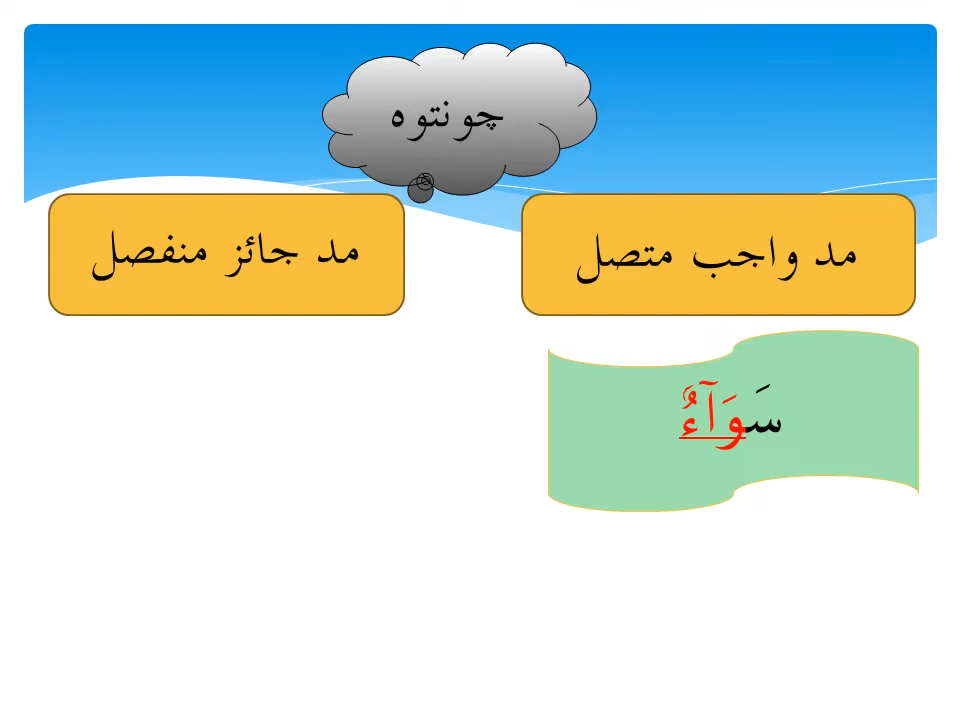 چونتوه
مد واجب متصل
مد جائز منفصل
سَوَآءٌ